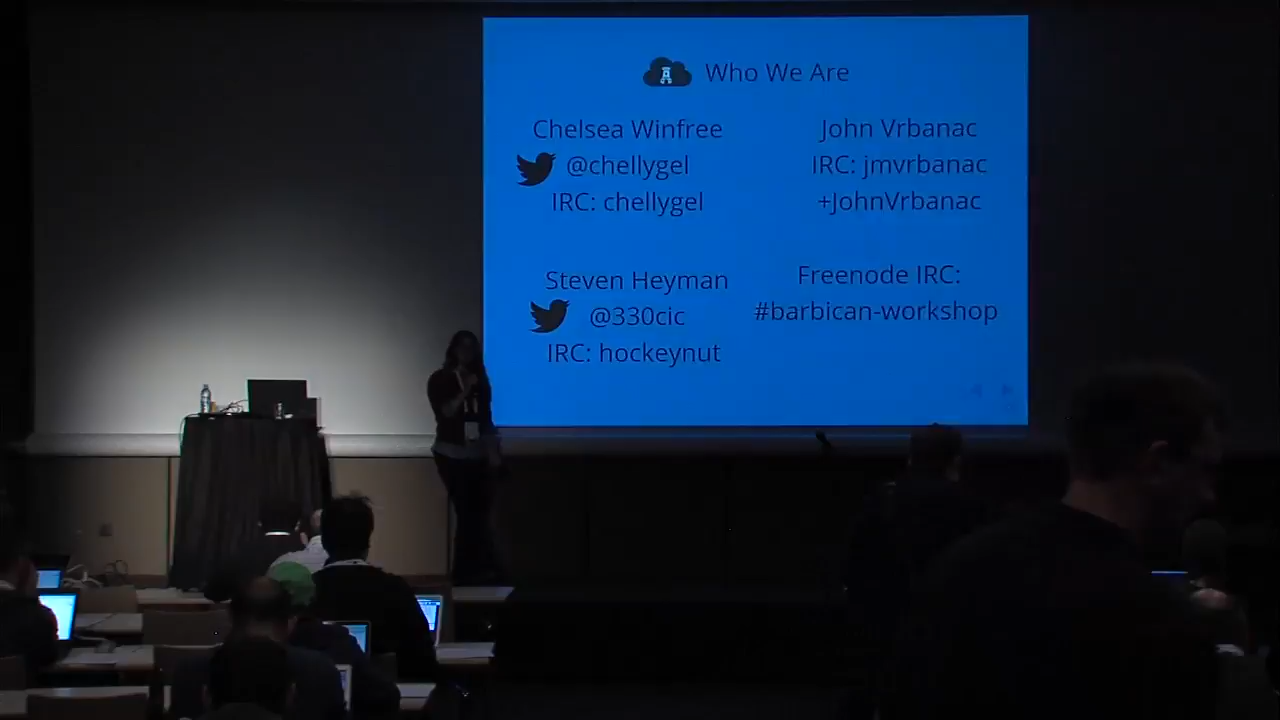 Who We Are
Chelsea Winfree
@chellygel
IRC: chellygel
John Vrbanac
IRC: jmvrbanac
+JohnVrbanac
Steven Heyman
@330cic
IRC: hockeynut
Freenode IRC:
#barbican-workshop